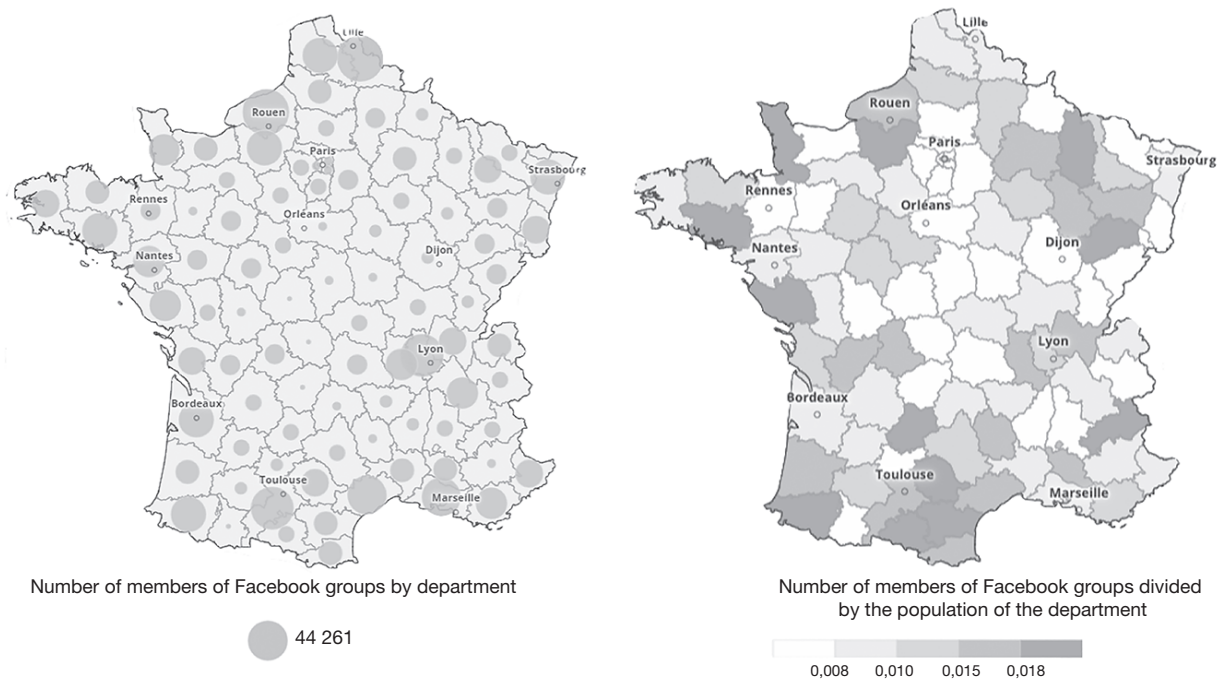 Lille
Rouen
Paris
Strasbourg
Rennes
Orléans
Dijon
Nantes
Lyon
Bordeaux
Toulouse
Marseille
Number of members of Facebook groups by department
44 261
Lille
Rouen
Paris
Strasbourg
Rennes
Orléans
Dijon
Nantes
Lyon
Bordeaux
Toulouse
Marseille
Number of members of Facebook groups divided
by the population of the department
0,008 0,010 0,015 0,018